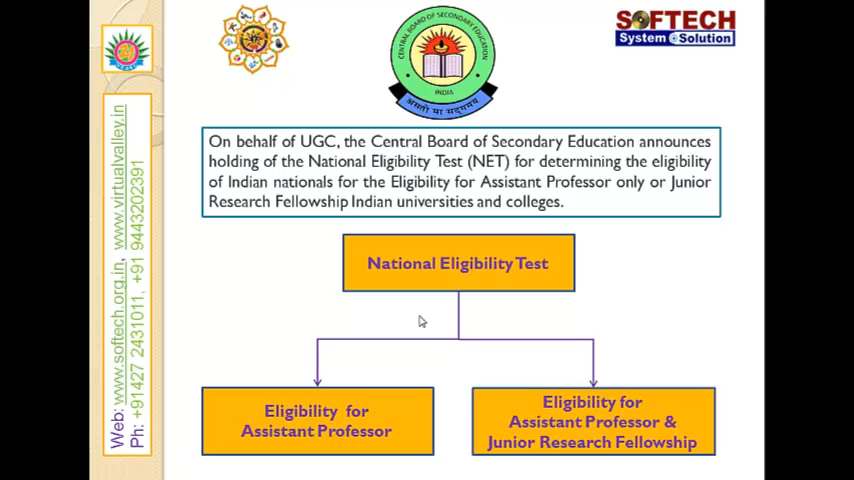 CENTRAL BOARD OF SECONDARY EDUCATION
INDIA
असतो मा सदगमय
SOFTECH
System Solution
On behalf of UGC, the Central Board of Secondary Education announces
holding of the National Eligibility Test (NET) for determining the eligibility
of Indian nationals for the Eligibility for Assistant Professor only or Junior
Research Fellowship Indian universities and colleges.
National Eligibility Test
Eligibility for
Assistant Professor
Eligibility for
Assistant Professor &
Junior Research Fellowship
Web: www.softech.org.in, www.virtualvalley.in
Ph: +91427 2431011, +91 9443202391